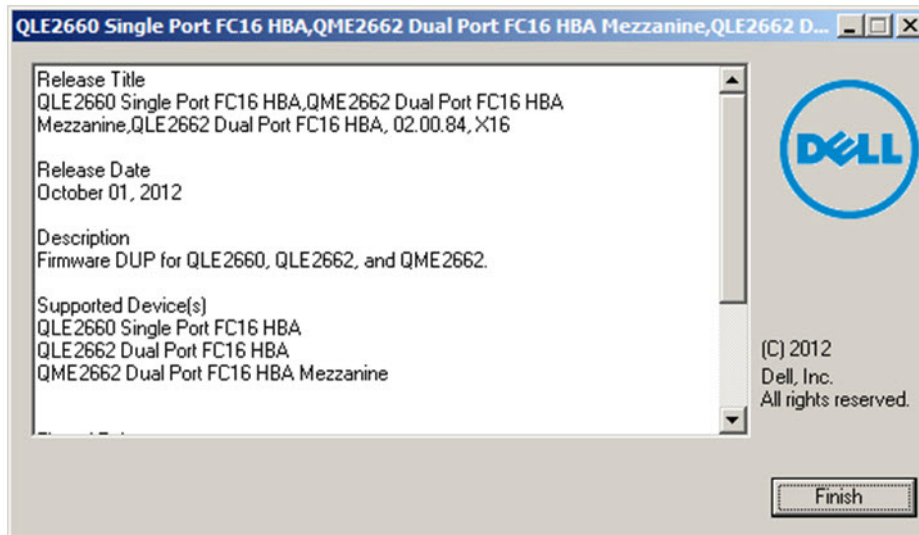 QLE2660 Single Port FC16 HBA,QME2662 Dual Port FC16 HBA Mezzanine,QLE2662 D...
Release Title
QLE2660 Single Port FC16 HBA,QME2662 Dual Port FC16 HBA
Mezzanine,QLE2662 Dual Port FC16 HBA, 02.00.84, X16
Release Date
October 01, 2012
Description
Firmware DUP for QLE2660, QLE2662, and QME2662.
Supported Device(s)
QLE2660 Single Port FC16 HBA
QLE2662 Dual Port FC16 HBA
QME2662 Dual Port FC16 HBA Mezzanine
DELL
(C) 2012
Dell, Inc.
All rights reserved.
Finish